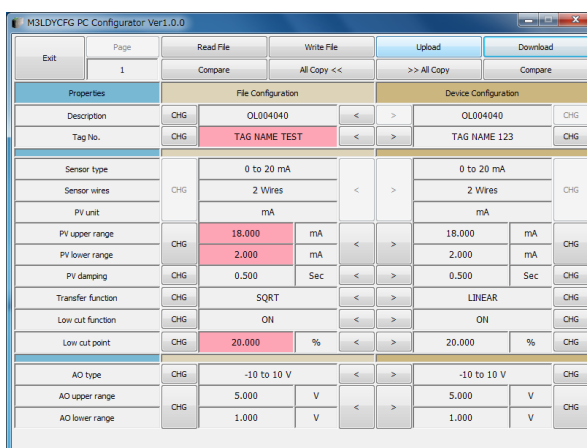 M3LDYCFG PC Configurator Ver1.0.0
Exit Page Read File Write File Upload Download
1 Compare All Copy << >> All Copy Compare
Properties File Configuration Device Configuration
Description CHG OL004040 < > OL004040 CHG
Tag No. CHG TAG NAME TEST < > TAG NAME 123 CHG
Sensor type 0 to 20 mA 0 to 20 mA
Sensor wires CHG 2 Wires < > 2 Wires CHG
PV unit mA mA
PV upper range CHG 18.000 mA < > 18.000 mA CHG
PV lower range 2.000 mA 2.000 mA
PV damping CHG 0.500 Sec < > 0.500 Sec CHG
Transfer function CHG SQRT < > LINEAR CHG
Low cut function CHG ON < > ON CHG
Low cut point CHG 20.000 % < > 20.000 % CHG
AO type CHG -10 to 10 V < > -10 to 10 V CHG
AO upper range CHG 5.000 V < > 5.000 V CHG
AO lower range 1.000 V 1.000 V